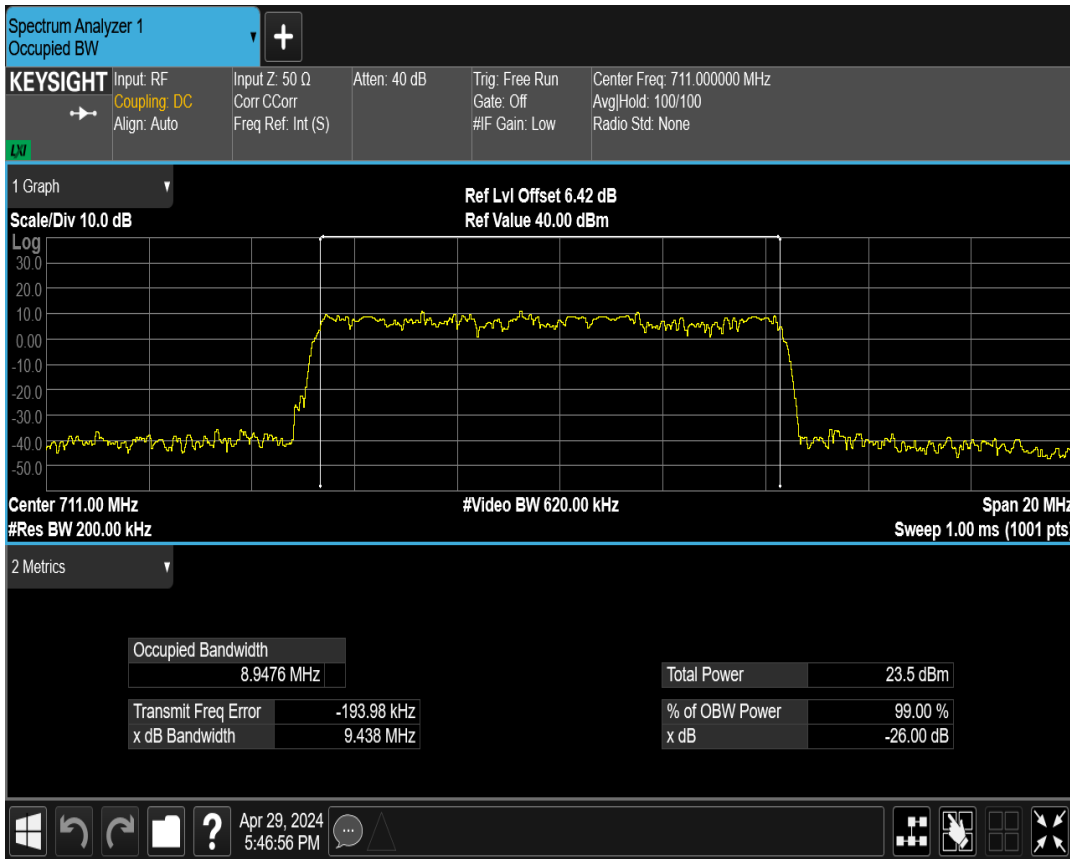 Spectrum Analyzer 1
Occupied BW
+
KEYSIGHT
LXI
Input: RF
Coupling: DC
Align: Auto
Input Z: 50 Ω
Corr CCorr
Freq Ref: Int (S)
Atten: 40 dB
Trig: Free Run
Gate: Off
#IF Gain: Low
Center Freq: 711.000000 MHz
Avg|Hold: 100/100
Radio Std: None
1 Graph
Scale/Div 10.0 dB
Ref Lvl Offset 6.42 dB
Ref Value 40.00 dBm
Log
30.0
20.0
10.0
0.00
-10.0
-20.0
-30.0
-40.0
-50.0
Center 711.00 MHz
#Video BW 620.00 kHz
Span 20 MHz
#Res BW 200.00 kHz
Sweep 1.00 ms (1001 pts)
2 Metrics
Occupied Bandwidth
8.9476 MHz
Total Power 23.5 dBm
Transmit Freq Error -193.98 kHz
% of OBW Power 99.00 %
x dB Bandwidth 9.438 MHz
x dB -26.00 dB
?
Apr 29, 2024
5:46:56 PM